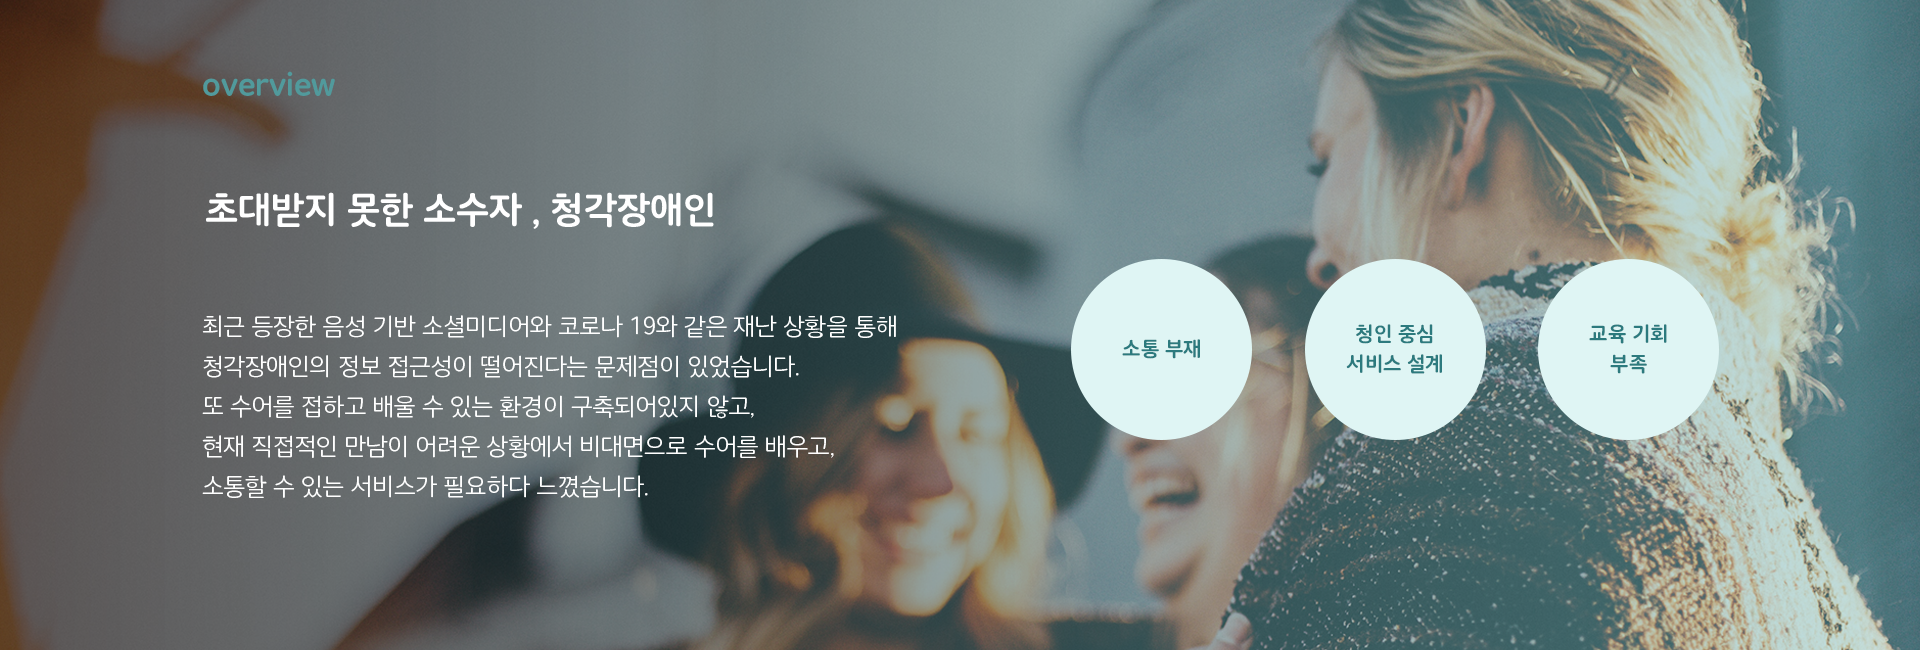 overview
초대받지 못한 소수자 , 청각장애인
최근 등장한 음성 기반 소셜미디어와 코로나 19와 같은 재난 상황을 통해
청각장애인의 정보 접근성이 떨어진다는 문제점이 있었습니다.
또 수어를 접하고 배울 수 있는 환경이 구축되어있지 않고,
현재 직접적인 만남이 어려운 상황에서 비대면으로 수어를 배우고,
소통할 수 있는 서비스가 필요하다 느꼈습니다.
소통 부재
청인 중심
서비스 설계
교육 기회
부족